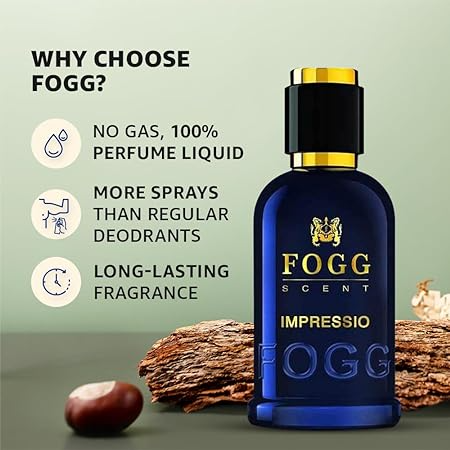 WHY CHOOSE
FOGG?
NO GAS, 100%
PERFUME LIQUID
MORE SPRAYS
THAN REGULAR
DEODRANTS
LONG-LASTING
FRAGRANCE
FOGG
SCENT
IMPRESSIO
FOGG